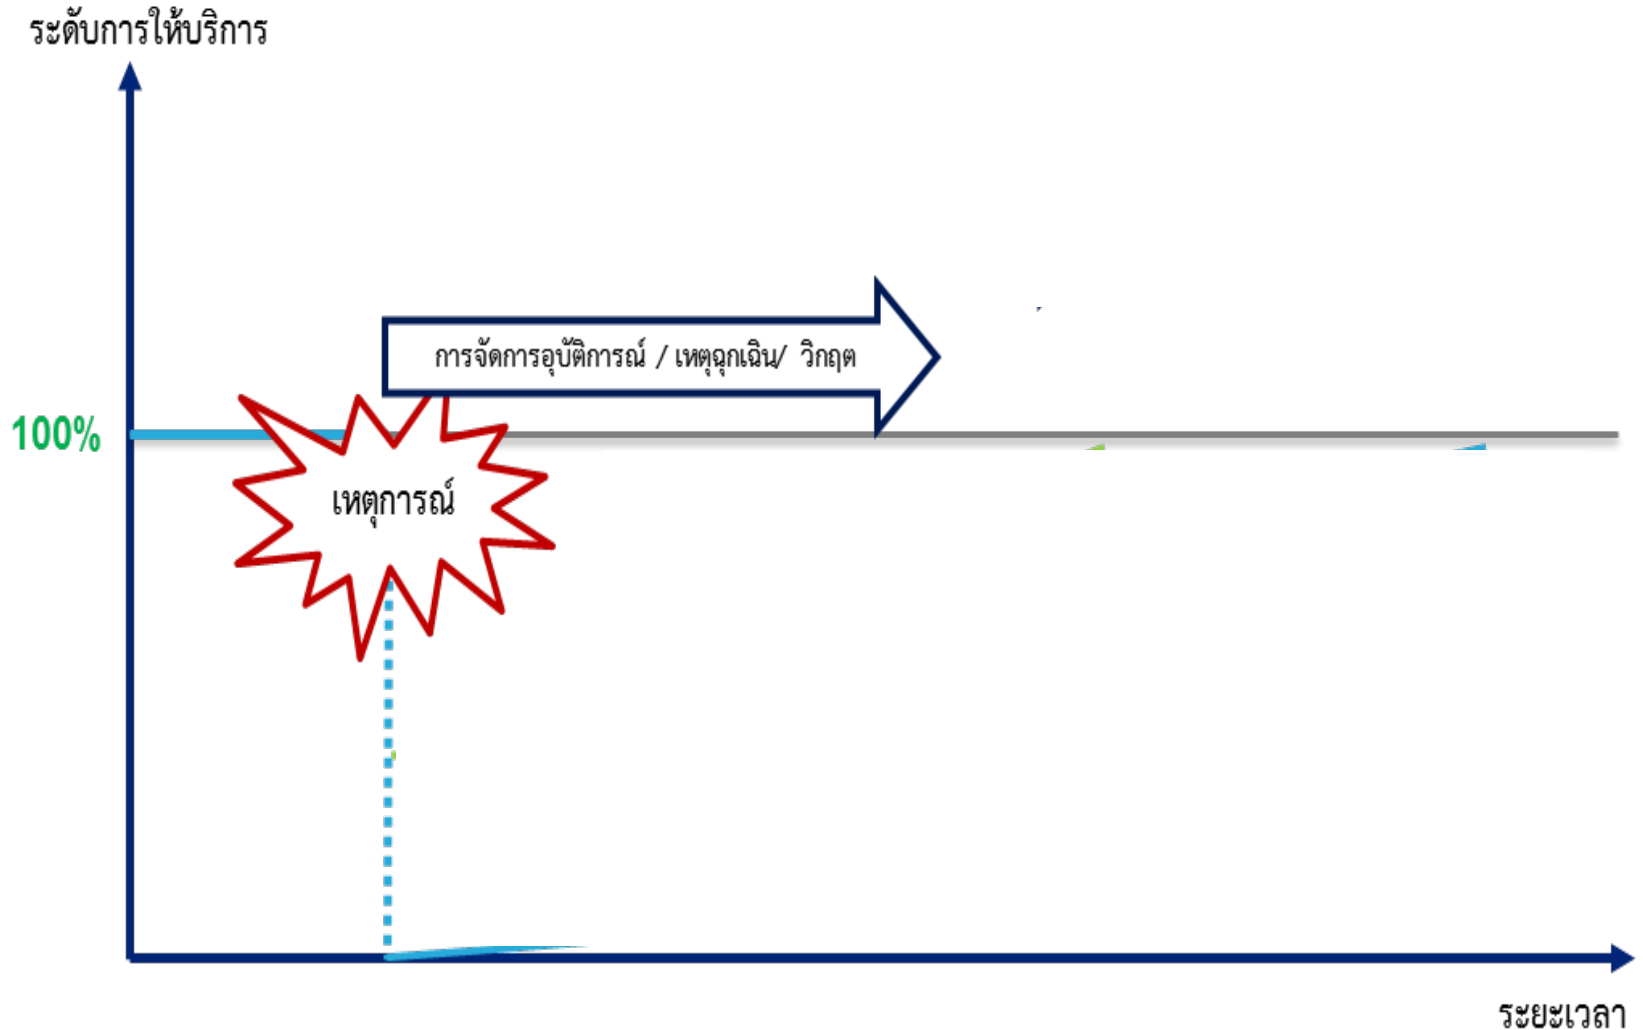 ระดับการให้บริการ
การจัดการอุบัติการณ์ / เหตุฉุกเฉิน/ วิกฤต
100%
เหตุการณ์
ระยะเวลา